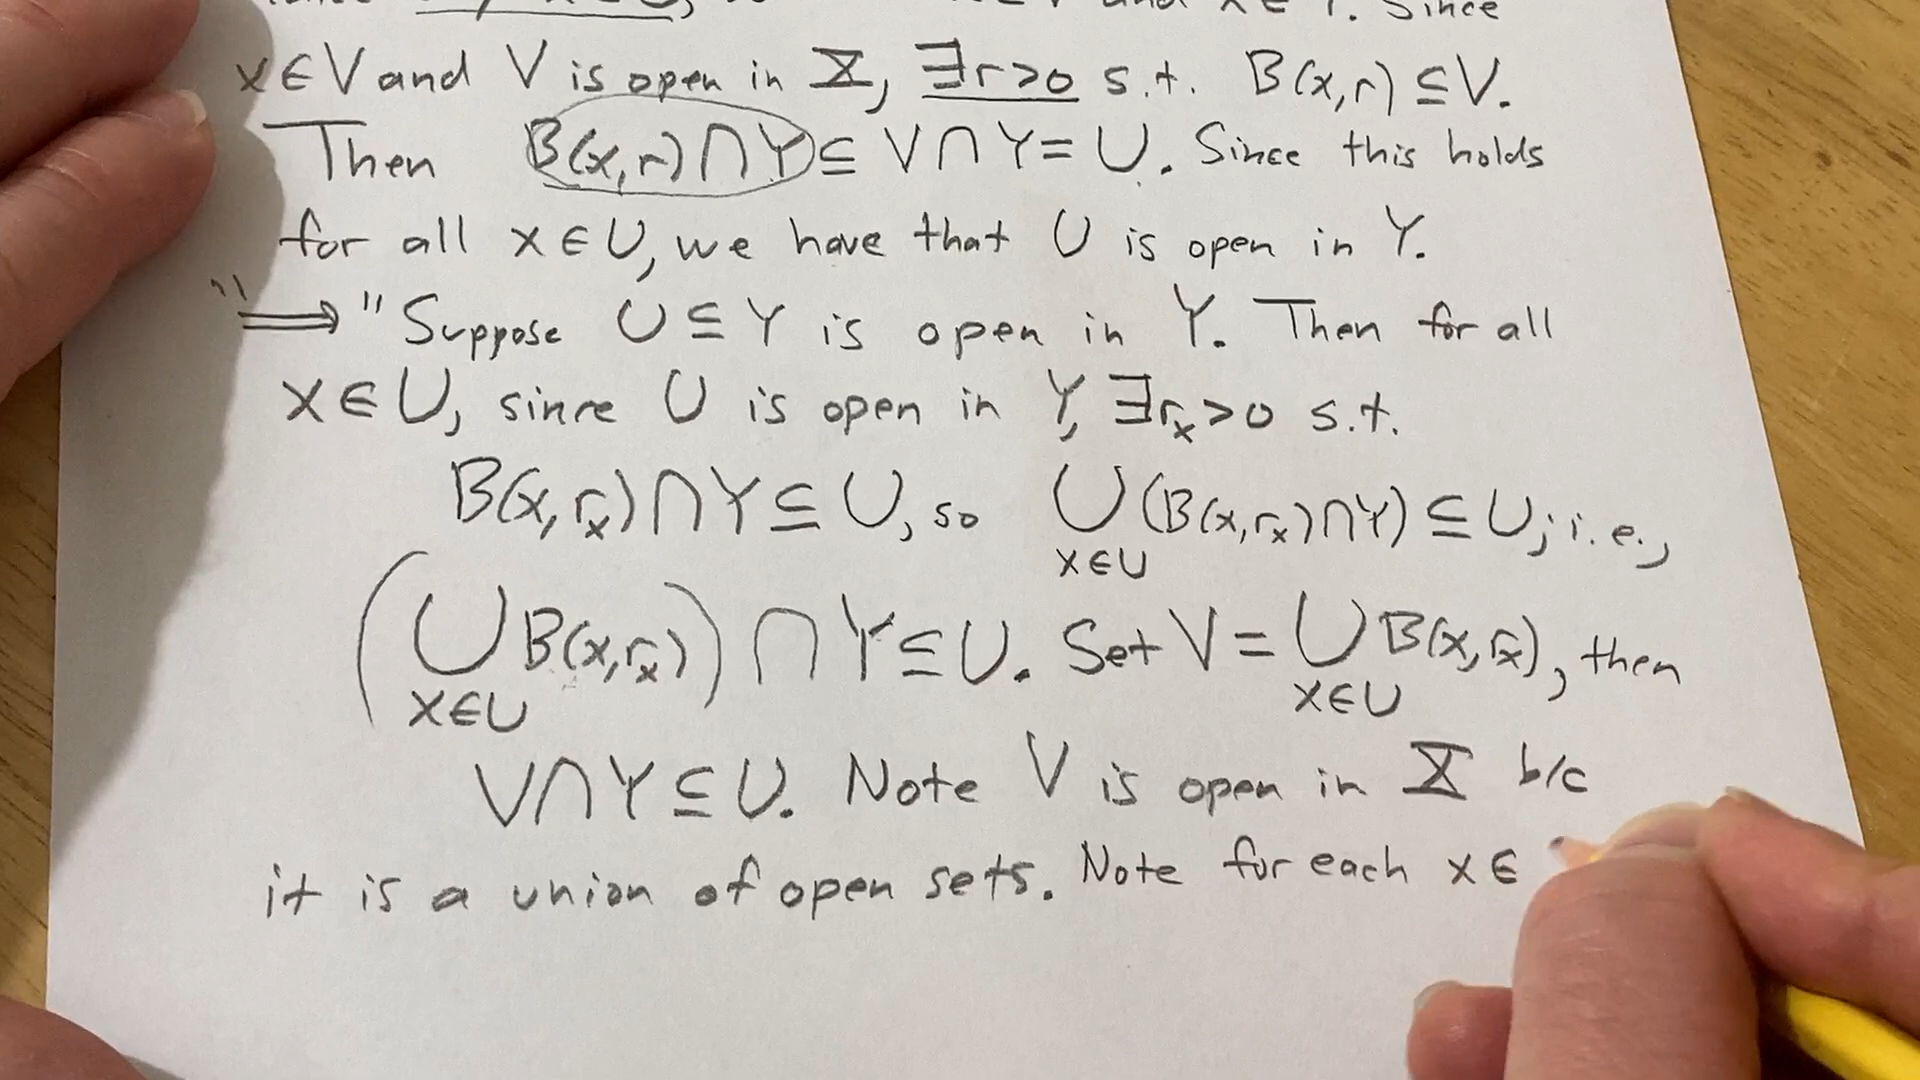 and x ∈ Y. Since
x ∈ V and V is open in X, ∃r>0 s.t. B(x,r) ⊆ V.
Then B(x,r) ∩ Y ⊆ V ∩ Y = U. Since this holds
for all x ∈ U, we have that U is open in Y.
"⟹" Suppose U ⊆ Y is open in Y. Then for all
x ∈ U, since U is open in Y, ∃rₓ>0 s.t.
B(x,rₓ) ∩ Y ⊆ U, so ⋃_{x∈U} (B(x,rₓ) ∩ Y) ⊆ U; i.e.,
(⋃_{x∈U} B(x,rₓ)) ∩ Y ⊆ U. Set V = ⋃_{x∈U} B(x,rₓ), then
V ∩ Y ⊆ U. Note V is open in X b/c
it is a union of open sets. Note for each x ∈